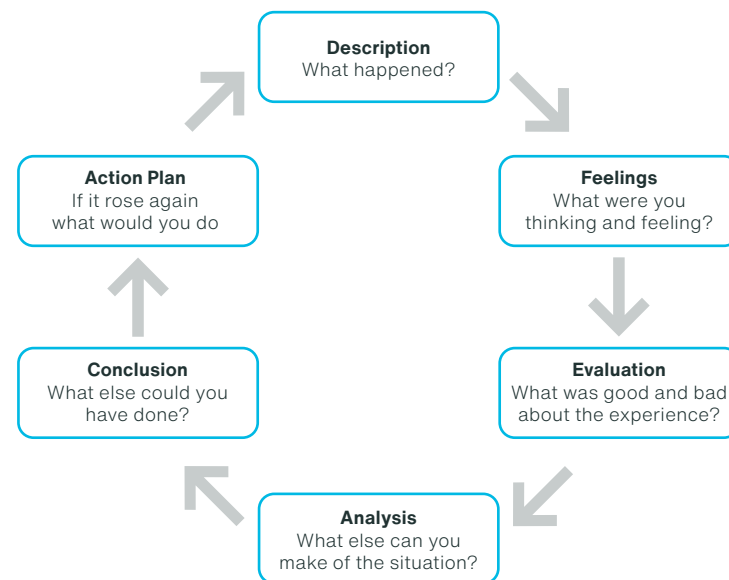 Description
What happened?
Feelings
What were you
thinking and feeling?
Evaluation
What was good and bad
about the experience?
Analysis
What else can you
make of the situation?
Conclusion
What else could you
have done?
Action Plan
If it rose again
what would you do